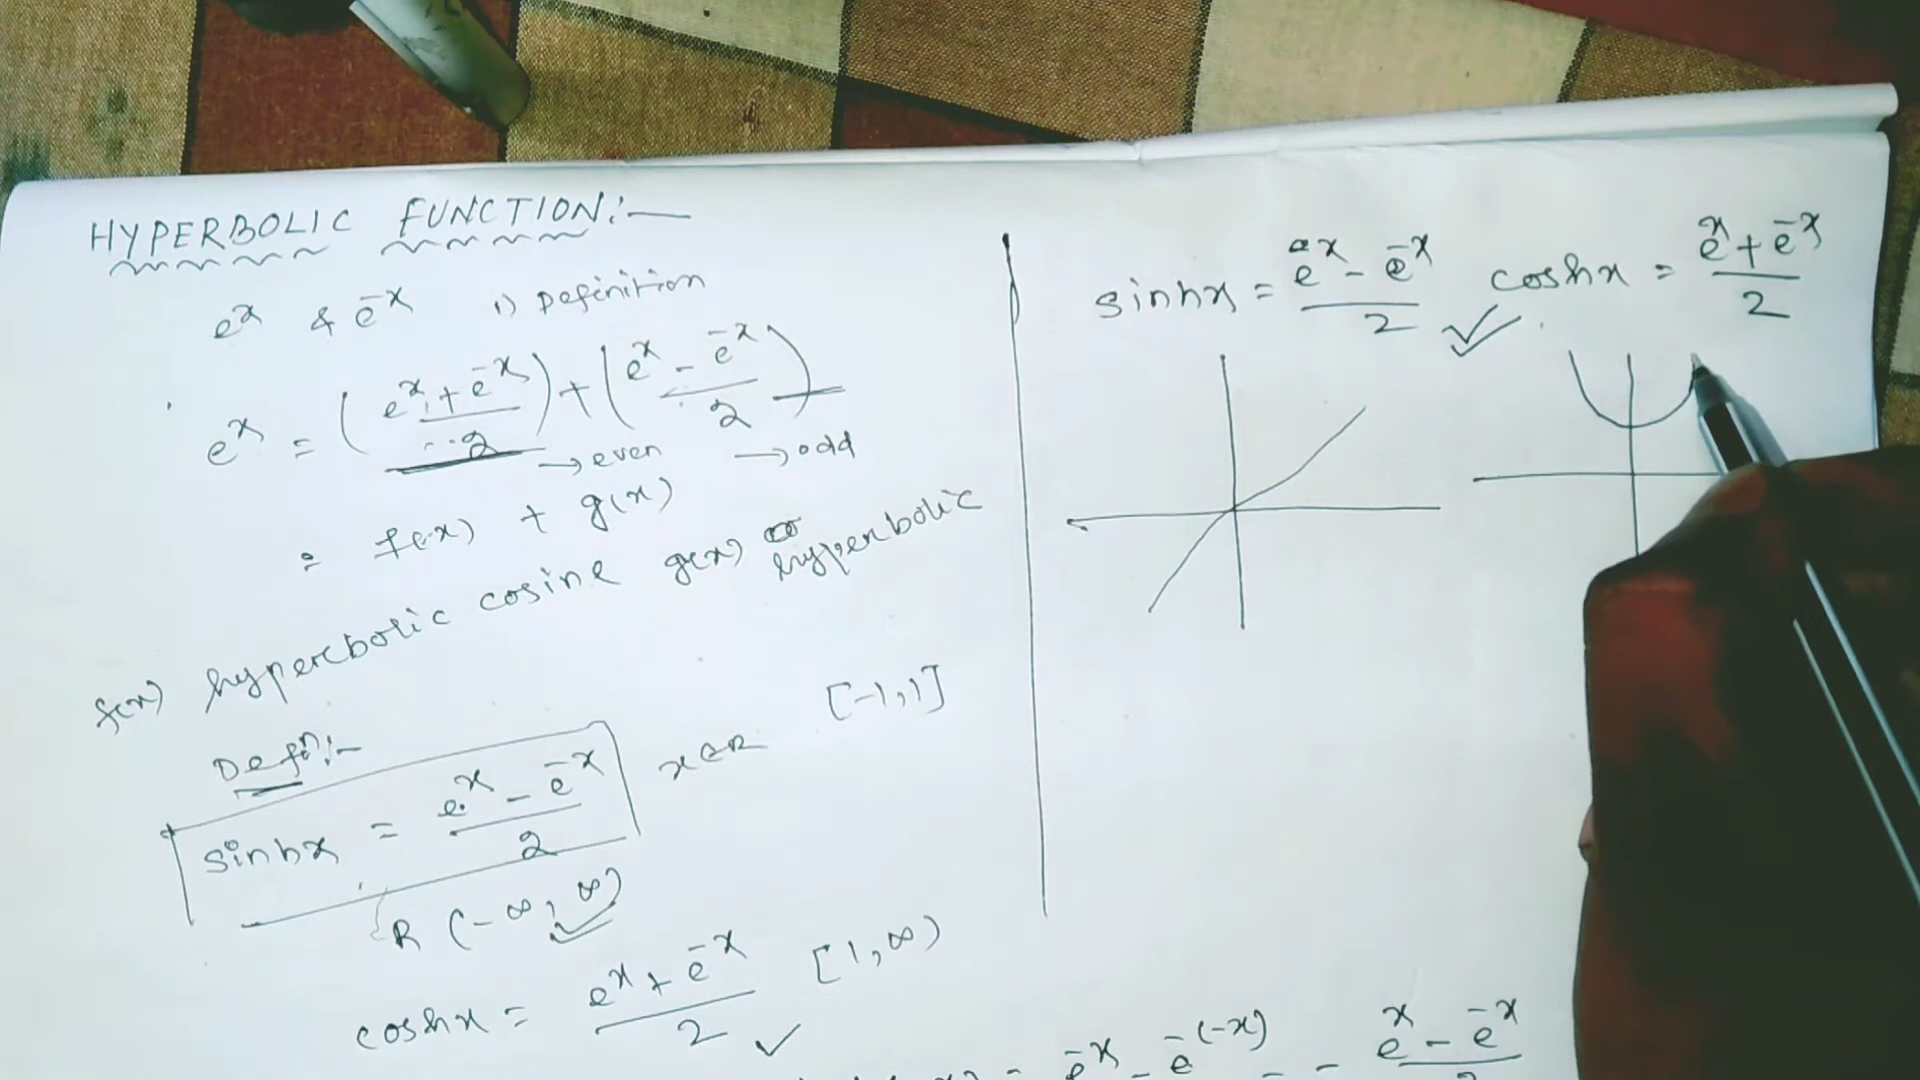 HYPERBOLIC FUNCTION:-
e^x & e^-x 1) Definition
e^x = ( (e^x + e^-x)/2 ) + ( (e^x - e^-x)/2 )
→ even → odd
= f(x) + g(x)
f(x) hyperbolic cosine g(x) hyperbolic
Defn:-
sinhx = (e^x - e^-x)/2 x∈R [-1,1]
R (-∞, ∞)
coshx = (e^x + e^-x)/2 [1,∞)
sinhx = (e^x - e^-x)/2 coshx = (e^x + e^-x)/2
= e^-x - e^-(-x) = - (e^x - e^-x)/2